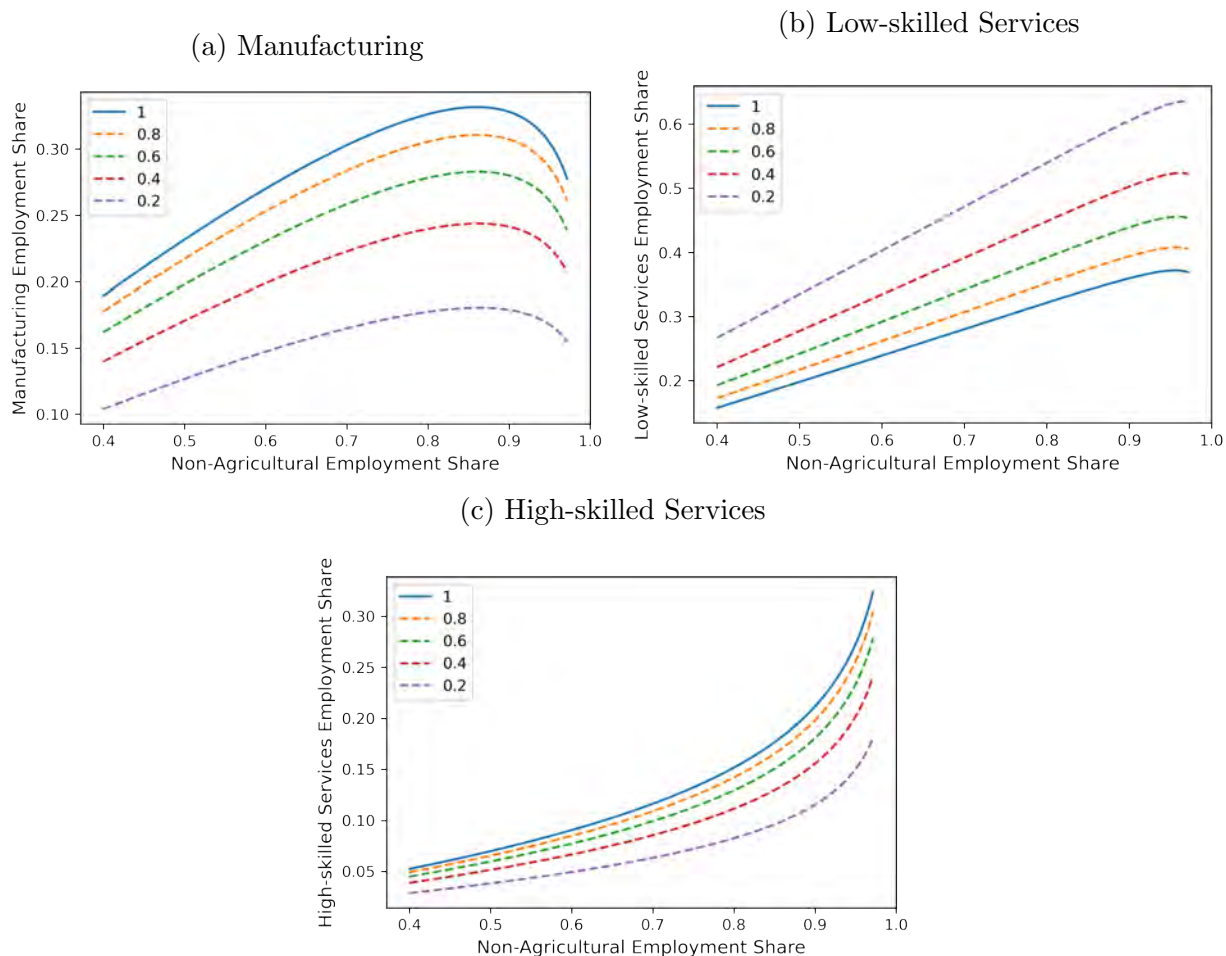 (a) Manufacturing
Manufacturing Employment Share
0.30
0.25
0.20
0.15
0.10
1
0.8
0.6
0.4
0.2
0.4 0.5 0.6 0.7 0.8 0.9 1.0
Non-Agricultural Employment Share
(b) Low-skilled Services
Low-skilled Services Employment Share
0.6
0.5
0.4
0.3
0.2
1
0.8
0.6
0.4
0.2
0.4 0.5 0.6 0.7 0.8 0.9 1.0
Non-Agricultural Employment Share
(c) High-skilled Services
High-skilled Services Employment Share
0.30
0.25
0.20
0.15
0.10
0.05
1
0.8
0.6
0.4
0.2
0.4 0.5 0.6 0.7 0.8 0.9 1.0
Non-Agricultural Employment Share